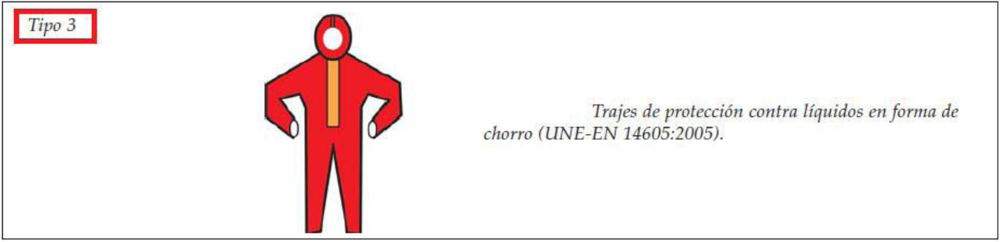 Tipo 3
Trajes de protección contra líquidos en forma de
chorro (UNE-EN 14605:2005).